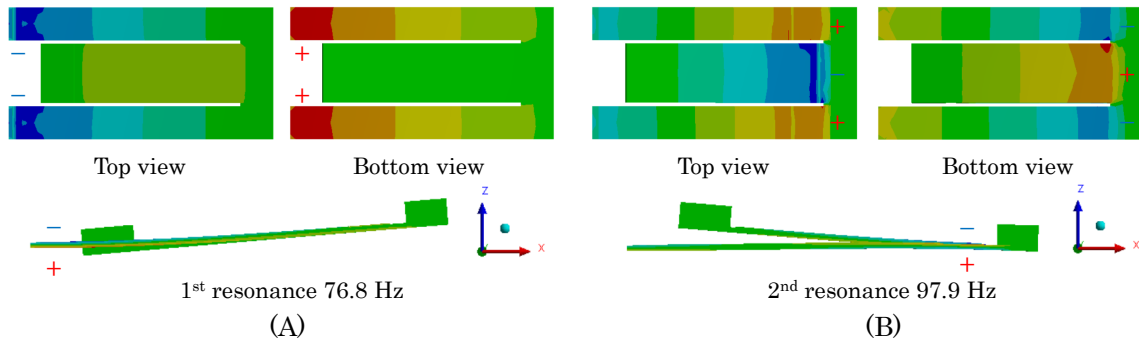 − + + −
− −
− + + +
+ −
Top view Bottom view Top view Bottom view
z z
− −
x x
+ +
1st resonance 76.8 Hz 2nd resonance 97.9 Hz
(A) (B)